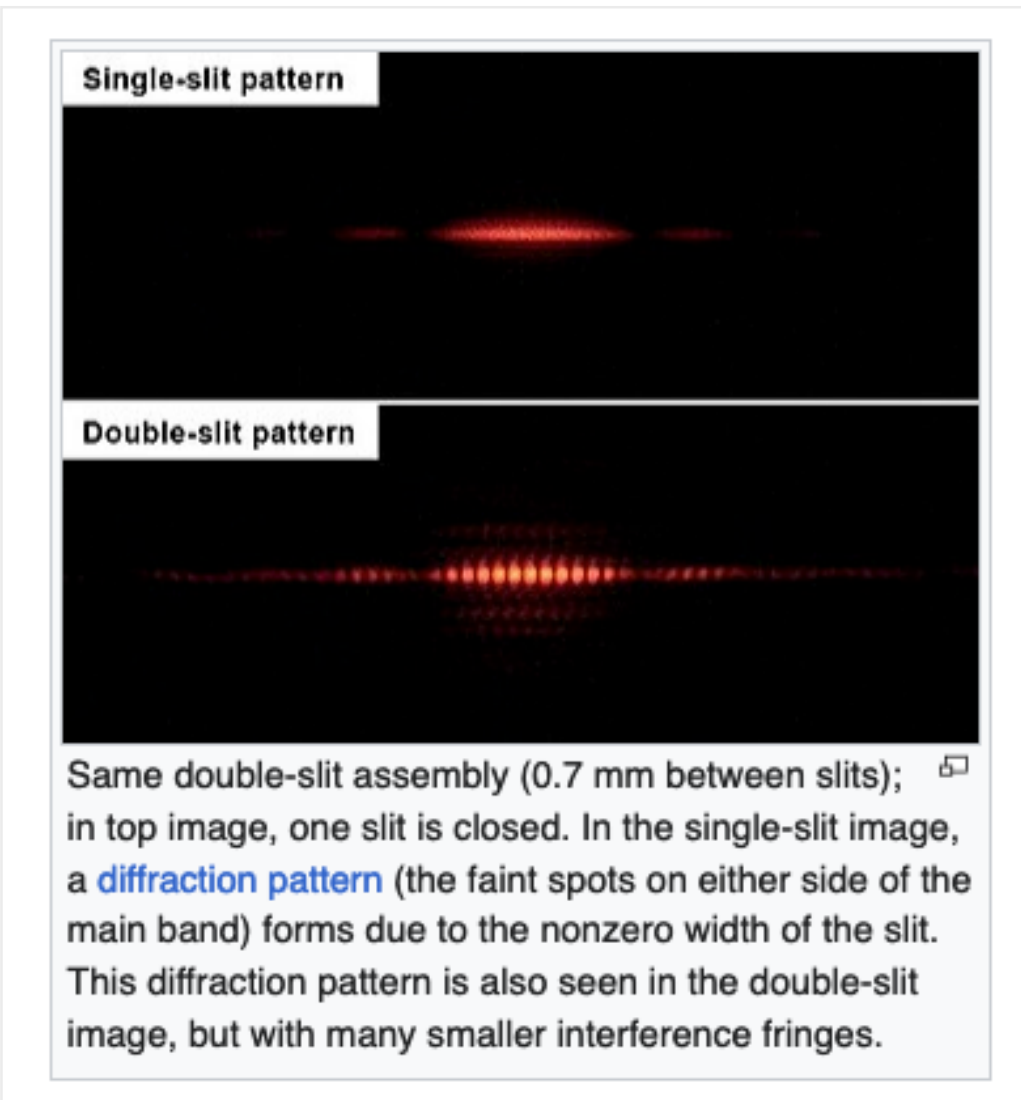 Single-slit pattern
Double-slit pattern
Same double-slit assembly (0.7 mm between slits);
in top image, one slit is closed. In the single-slit image,
a diffraction pattern (the faint spots on either side of the
main band) forms due to the nonzero width of the slit.
This diffraction pattern is also seen in the double-slit
image, but with many smaller interference fringes.